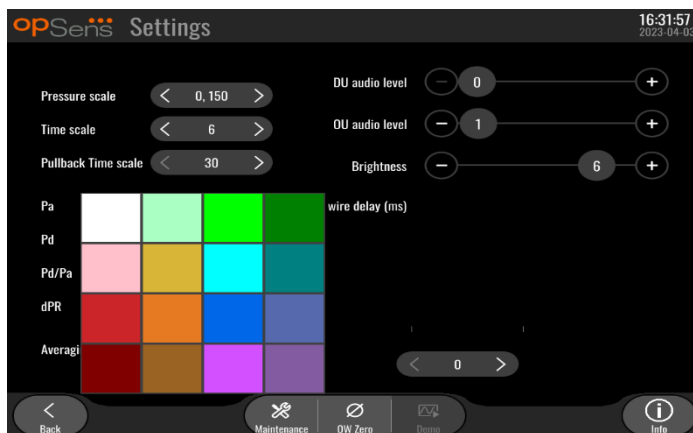 opSens Settings
16:31:57
2023-04-03
Pressure scale < 0, 150 >
Time scale < 6 >
Pullback Time scale < 30 >
DU audio level − 0 +
OU audio level − 1 +
Brightness − 6 +
Pa
wire delay (ms)
Pd
Pd/Pa
dPR
Averagi
< 0 >
Back
Maintenance
OW Zero
Demo
Info